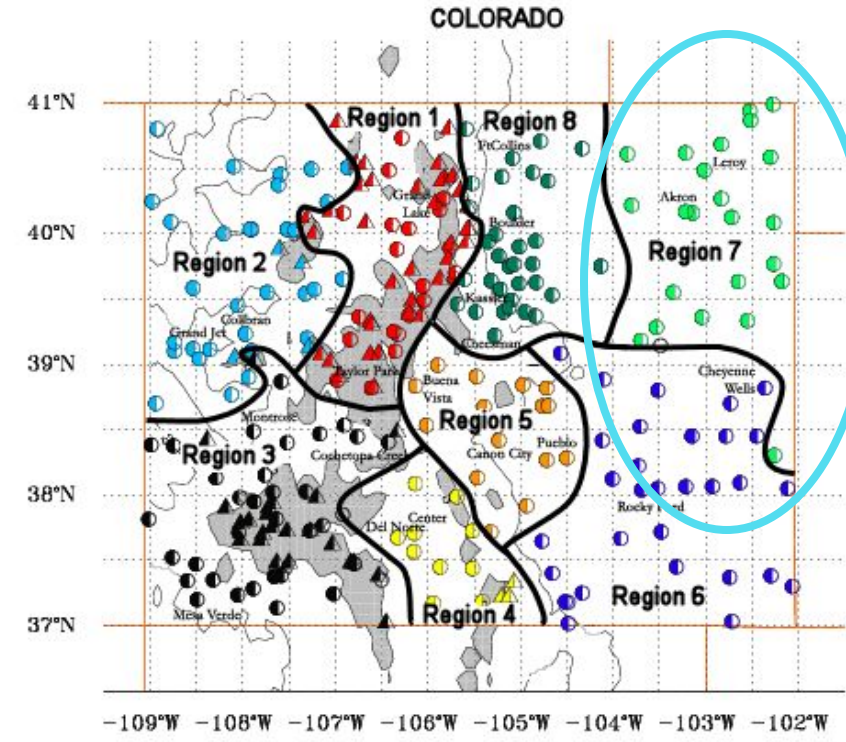 COLORADO
41°N
Region 1
Region 8
FtCollins
Leroy
Grand
Lake
Akron
40°N
Boulder
Region 7
Region 2
Kassler
Collbran
Grand Jct
Cheesman
39°N
Taylor Park
Buena
Vista
Cheyenne
Wells
Montrose
Region 5
Region 3
Cochetopa Creek
Canon City
Pueblo
38°N
Rocky Ford
Del Norte
Center
Region 6
Mesa Verde
Region 4
37°N
-109°W -108°W -107°W -106°W -105°W -104°W -103°W -102°W